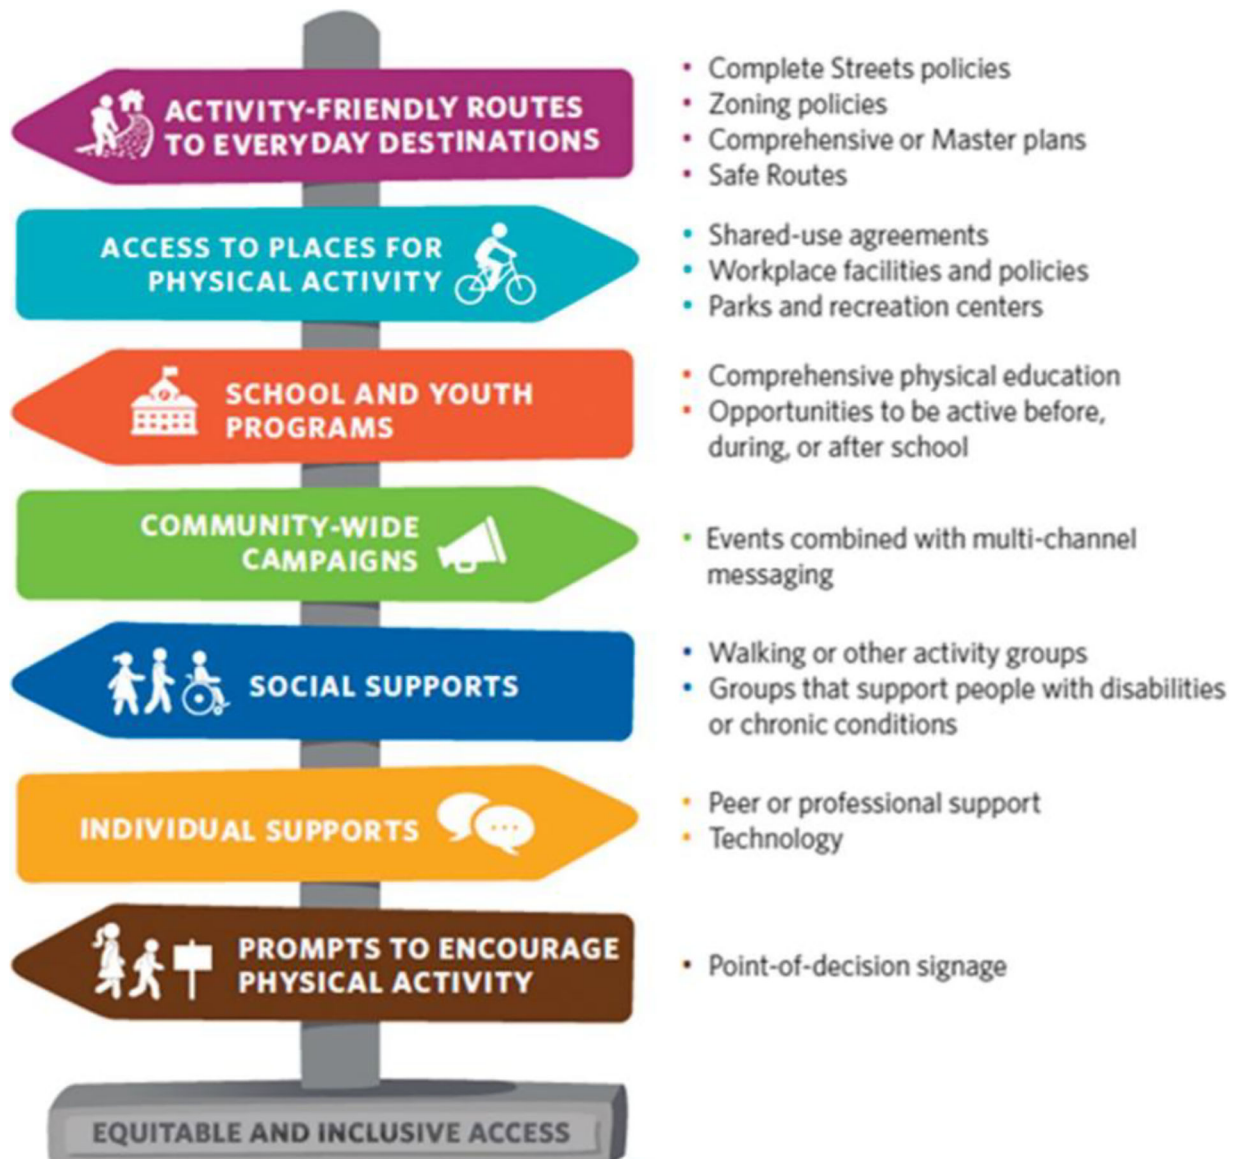 ACTIVITY-FRIENDLY ROUTES
TO EVERYDAY DESTINATIONS
• Complete Streets policies
• Zoning policies
• Comprehensive or Master plans
• Safe Routes
ACCESS TO PLACES FOR
PHYSICAL ACTIVITY
• Shared-use agreements
• Workplace facilities and policies
• Parks and recreation centers
SCHOOL AND YOUTH
PROGRAMS
• Comprehensive physical education
• Opportunities to be active before,
during, or after school
COMMUNITY-WIDE
CAMPAIGNS
• Events combined with multi-channel
messaging
SOCIAL SUPPORTS
• Walking or other activity groups
• Groups that support people with disabilities
or chronic conditions
INDIVIDUAL SUPPORTS
• Peer or professional support
• Technology
PROMPTS TO ENCOURAGE
PHYSICAL ACTIVITY
• Point-of-decision signage
EQUITABLE AND INCLUSIVE ACCESS